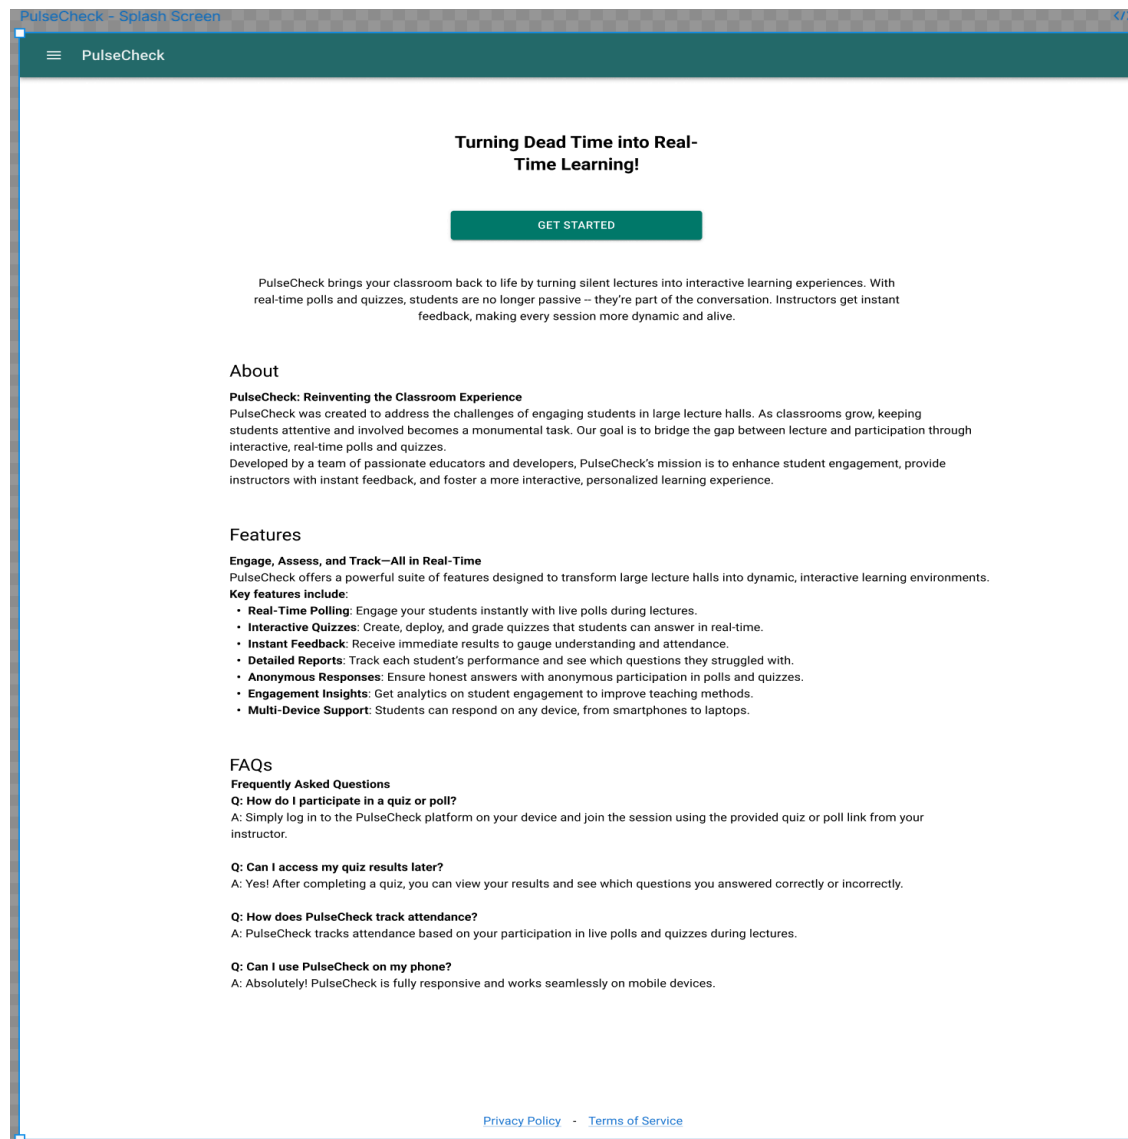 PulseCheck - Splash Screen
</>
PulseCheck
Turning Dead Time into Real-
Time Learning!
GET STARTED
PulseCheck brings your classroom back to life by turning silent lectures into interactive learning experiences. With
real-time polls and quizzes, students are no longer passive – they're part of the conversation. Instructors get instant
feedback, making every session more dynamic and alive.
About
PulseCheck: Reinventing the Classroom Experience
PulseCheck was created to address the challenges of engaging students in large lecture halls. As classrooms grow, keeping
students attentive and involved becomes a monumental task. Our goal is to bridge the gap between lecture and participation through
interactive, real-time polls and quizzes.
Developed by a team of passionate educators and developers, PulseCheck's mission is to enhance student engagement, provide
instructors with instant feedback, and foster a more interactive, personalized learning experience.
Features
Engage, Assess, and Track—All in Real-Time
PulseCheck offers a powerful suite of features designed to transform large lecture halls into dynamic, interactive learning environments.
Key features include:
• Real-Time Polling: Engage your students instantly with live polls during lectures.
• Interactive Quizzes: Create, deploy, and grade quizzes that students can answer in real-time.
• Instant Feedback: Receive immediate results to gauge understanding and attendance.
• Detailed Reports: Track each student's performance and see which questions they struggled with.
• Anonymous Responses: Ensure honest answers with anonymous participation in polls and quizzes.
• Engagement Insights: Get analytics on student engagement to improve teaching methods.
• Multi-Device Support: Students can respond on any device, from smartphones to laptops.
FAQs
Frequently Asked Questions
Q: How do I participate in a quiz or poll?
A: Simply log in to the PulseCheck platform on your device and join the session using the provided quiz or poll link from your
instructor.
Q: Can I access my quiz results later?
A: Yes! After completing a quiz, you can view your results and see which questions you answered correctly or incorrectly.
Q: How does PulseCheck track attendance?
A: PulseCheck tracks attendance based on your participation in live polls and quizzes during lectures.
Q: Can I use PulseCheck on my phone?
A: Absolutely! PulseCheck is fully responsive and works seamlessly on mobile devices.
Privacy Policy - Terms of Service